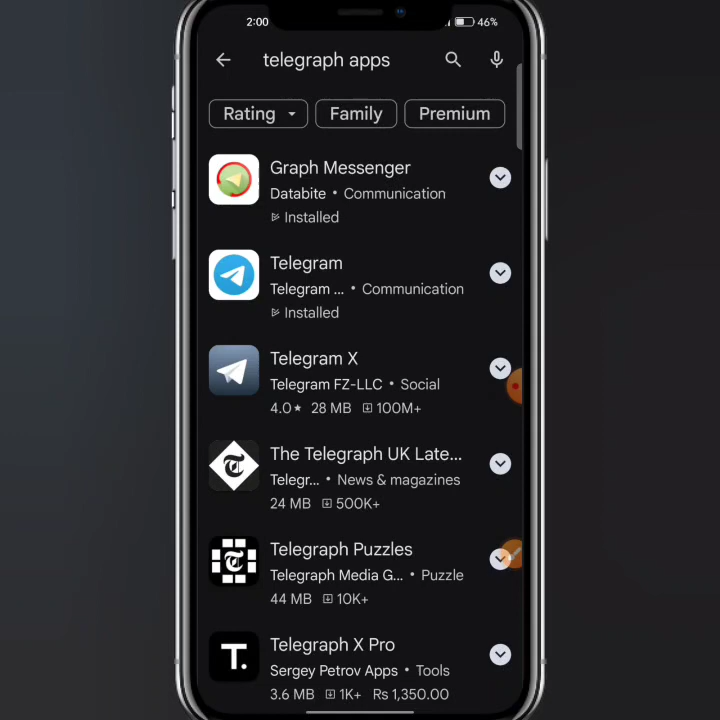 2:00
46%
telegraph apps
Rating
Family
Premium
Graph Messenger
Databite • Communication
Installed
Telegram
Telegram ... • Communication
Installed
Telegram X
Telegram FZ-LLC • Social
4.0★ 28 MB 100M+
The Telegraph UK Late...
Telegr... • News & magazines
24 MB 500K+
Telegraph Puzzles
Telegraph Media G... • Puzzle
44 MB 10K+
T.
Telegraph X Pro
Sergey Petrov Apps • Tools
3.6 MB 1K+ Rs 1,350.00